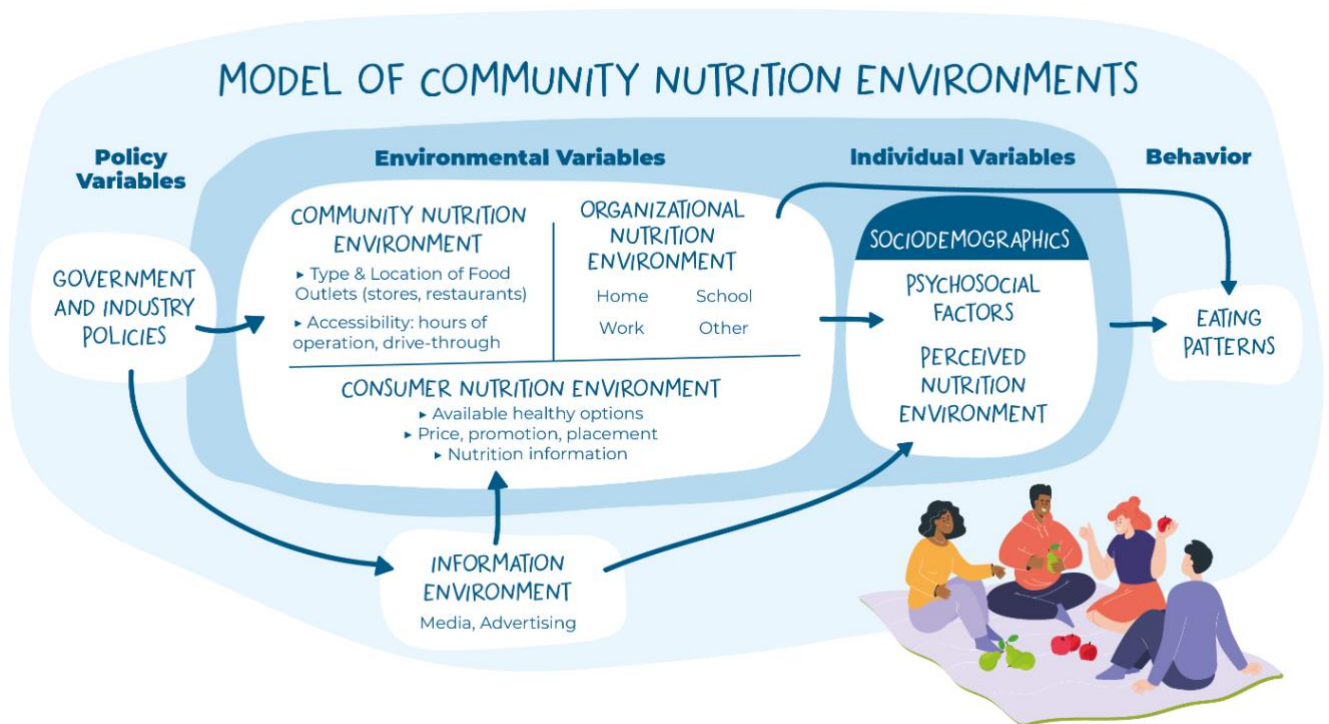 MODEL OF COMMUNITY NUTRITION ENVIRONMENTS
Policy
Variables
Environmental Variables
Individual Variables
Behavior
GOVERNMENT
AND INDUSTRY
POLICIES
COMMUNITY NUTRITION
ENVIRONMENT
▸ Type & Location of Food
Outlets (stores, restaurants)
▸ Accessibility: hours of
operation, drive-through
ORGANIZATIONAL
NUTRITION
ENVIRONMENT
Home School
Work Other
CONSUMER NUTRITION ENVIRONMENT
▸ Available healthy options
▸ Price, promotion, placement
▸ Nutrition information
INFORMATION
ENVIRONMENT
Media, Advertising
SOCIODEMOGRAPHICS
PSYCHOSOCIAL
FACTORS
PERCEIVED
NUTRITION
ENVIRONMENT
EATING
PATTERNS